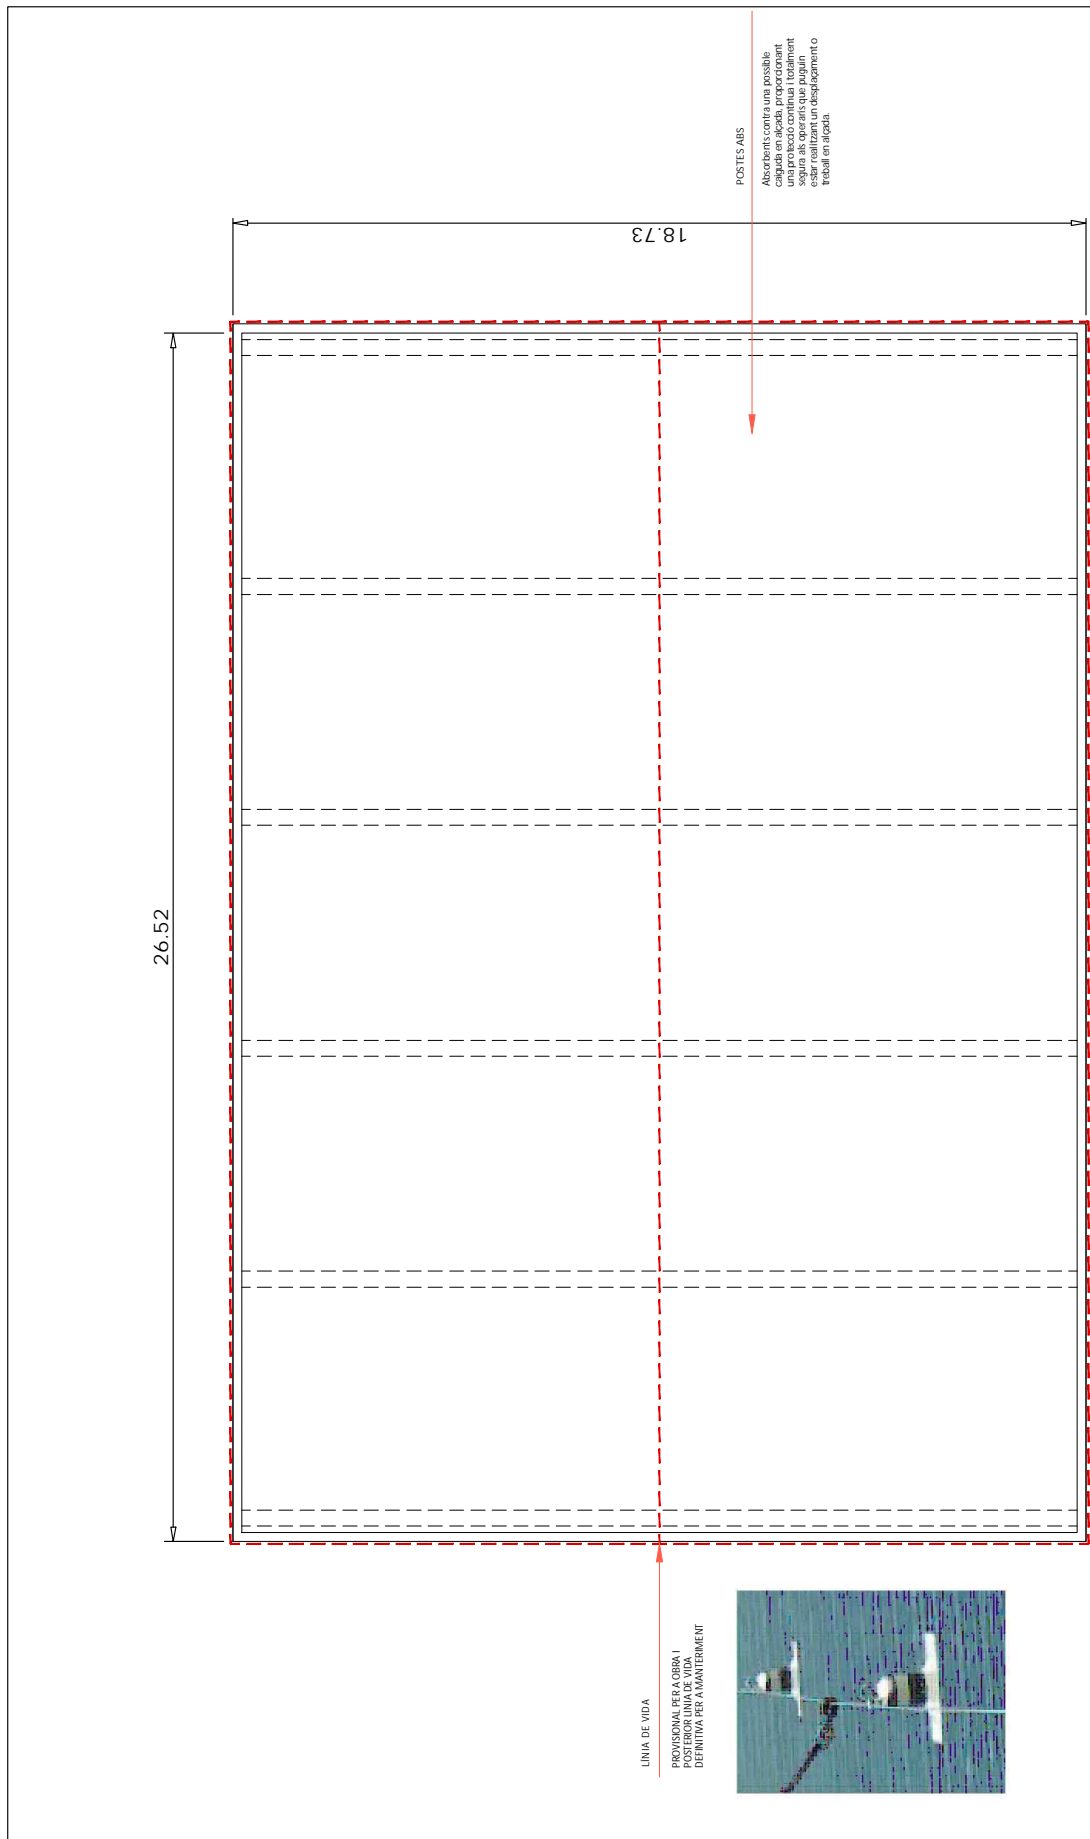 POSTES ABS
Absorbents contra una possible
caiguda en alçada, proporcionant
una protecció contínua i totalment
segura als operaris que puguin
estar realitzant un desplaçament o
treball en alçada.
18.73
26.52
LÍNIA DE VIDA
PROVISIONAL PER A OBRA I
POSTERIOR LINIA DE VIDA
DEFINITIVA PER A MANTERIMENT